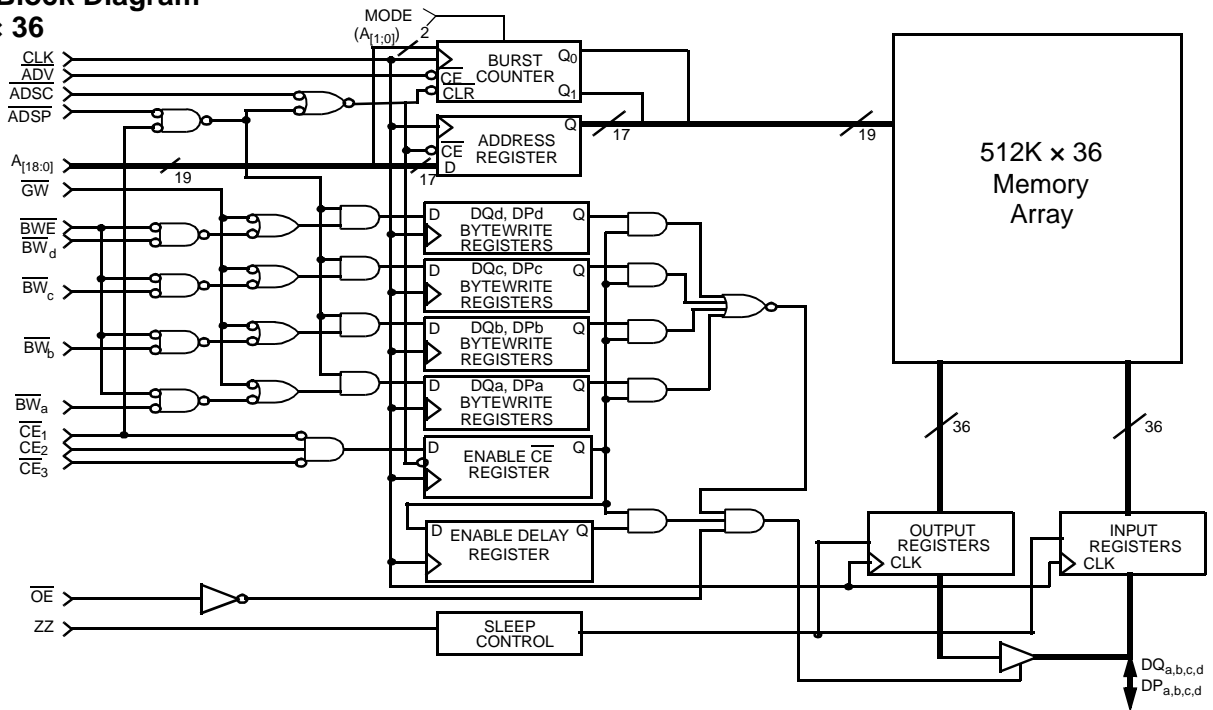 Block Diagram
× 36
MODE
(A[1;0])
2
CLK
ADV
ADSC
ADSP
A[18:0]
19
GW
BWE
BWd
BWc
BWb
BWa
CE1
CE2
CE3
OE
ZZ
BURST
COUNTER
CE
CLR
Q0
Q1
ADDRESS
REGISTER
CE
D
Q
17
17
19
512K × 36
Memory
Array
D
DQd, DPd
Q
BYTEWRITE
REGISTERS
D
DQc, DPc
Q
BYTEWRITE
REGISTERS
D
DQb, DPb
Q
BYTEWRITE
REGISTERS
D
DQa, DPa
Q
BYTEWRITE
REGISTERS
D
ENABLE CE
Q
REGISTER
D
ENABLE DELAY
Q
REGISTER
SLEEP
CONTROL
36
36
OUTPUT
REGISTERS
CLK
INPUT
REGISTERS
CLK
DQa,b,c,d
DPa,b,c,d